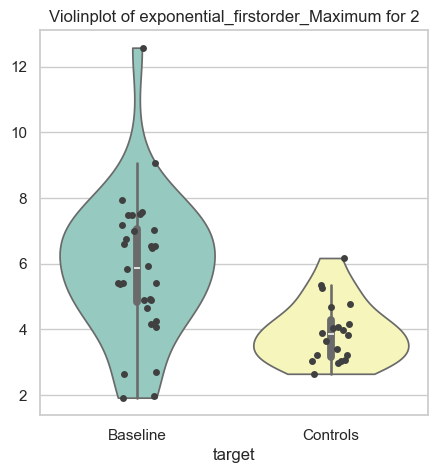 Violinplot of exponential_firstorder_Maximum for 2
12
10
8
6
4
2
Baseline Controls
target